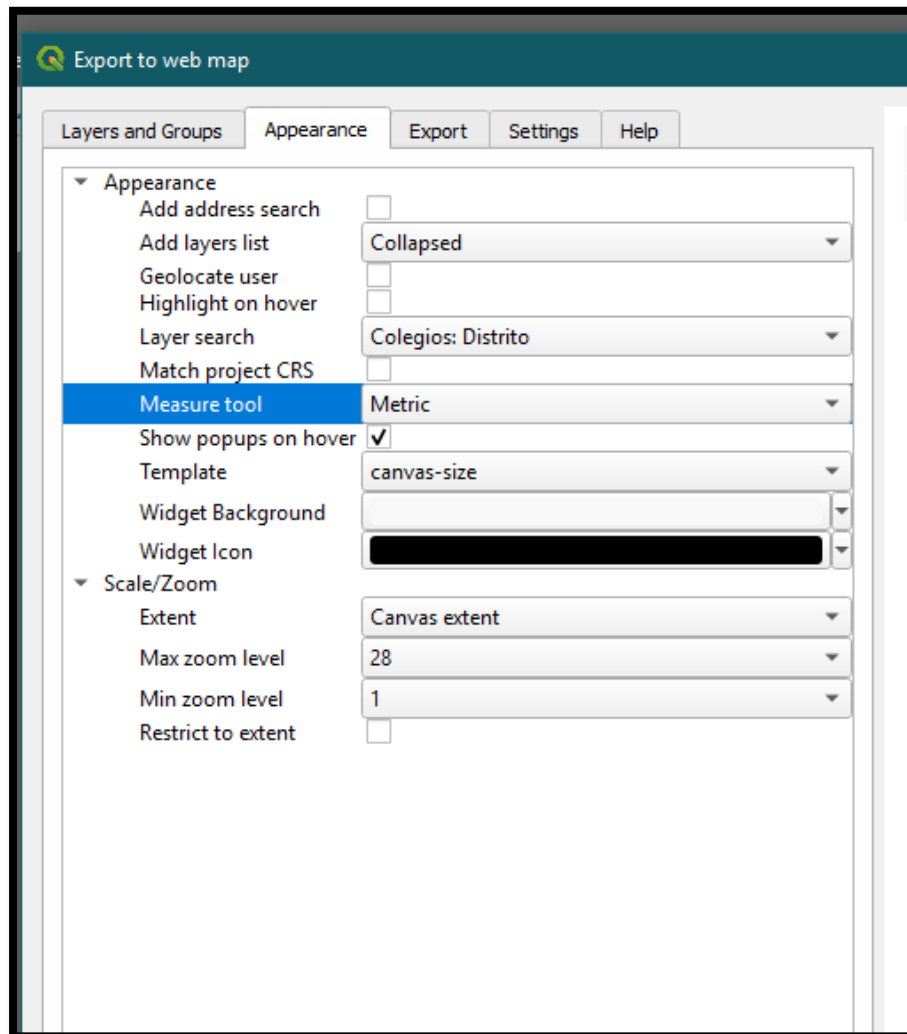 Export to web map
Layers and Groups Appearance Export Settings Help
Appearance
Add address search
Add layers list Collapsed
Geolocate user
Highlight on hover
Layer search Colegios: Distrito
Match project CRS
Measure tool Metric
Show popups on hover
Template canvas-size
Widget Background
Widget Icon
Scale/Zoom
Extent Canvas extent
Max zoom level 28
Min zoom level 1
Restrict to extent